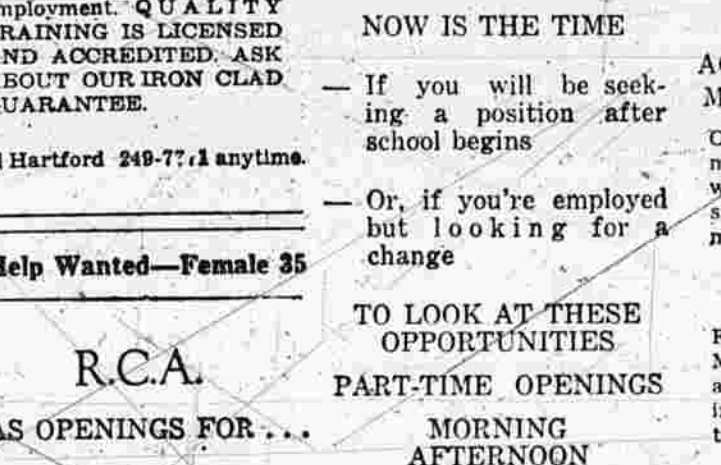 mployment. QUALITY
RAINING IS LICENSED
ND ACCREDITED. ASK
BOUT OUR IRON CLAD
UARANTEE.
Hartford anytime.
Help Wanted—Female 35
R.C.A.
AS OPENINGS FOR ...
NOW IS THE TIME
— If you will be seek-
ing a position after
school begins
— Or, if you're employed
but looking for a
change
TO LOOK AT THESE
OPPORTUNITIES
PART-TIME OPENINGS
MORNING
AFTERNOON